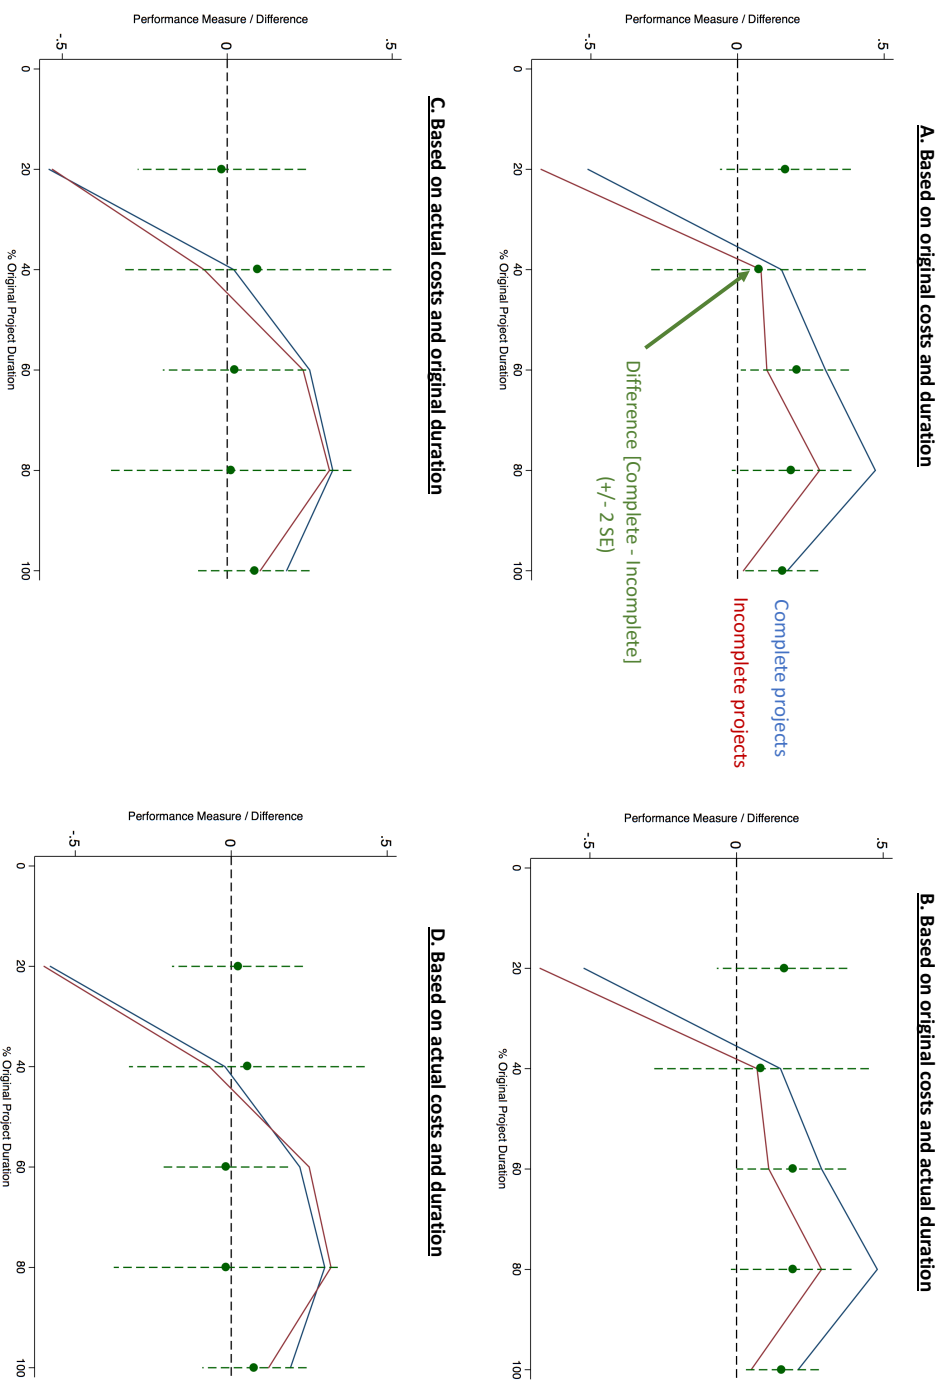 A. Based on original costs and original duration
Performance Measure / Difference
.5
0
-.5
0
20
40
60
80
100
% Original Project Duration
Complete projects
Incomplete projects
Difference [Complete - Incomplete]
(+/- 2 SE)
B. Based on original costs and actual duration
Performance Measure / Difference
.5
0
-.5
0
20
40
60
80
100
% Original Project Duration
C. Based on actual costs and original duration
Performance Measure / Difference
.5
0
-.5
0
20
40
60
80
100
% Original Project Duration
D. Based on actual costs and duration
Performance Measure / Difference
.5
0
-.5
0
20
40
60
80
100
% Original Project Duration